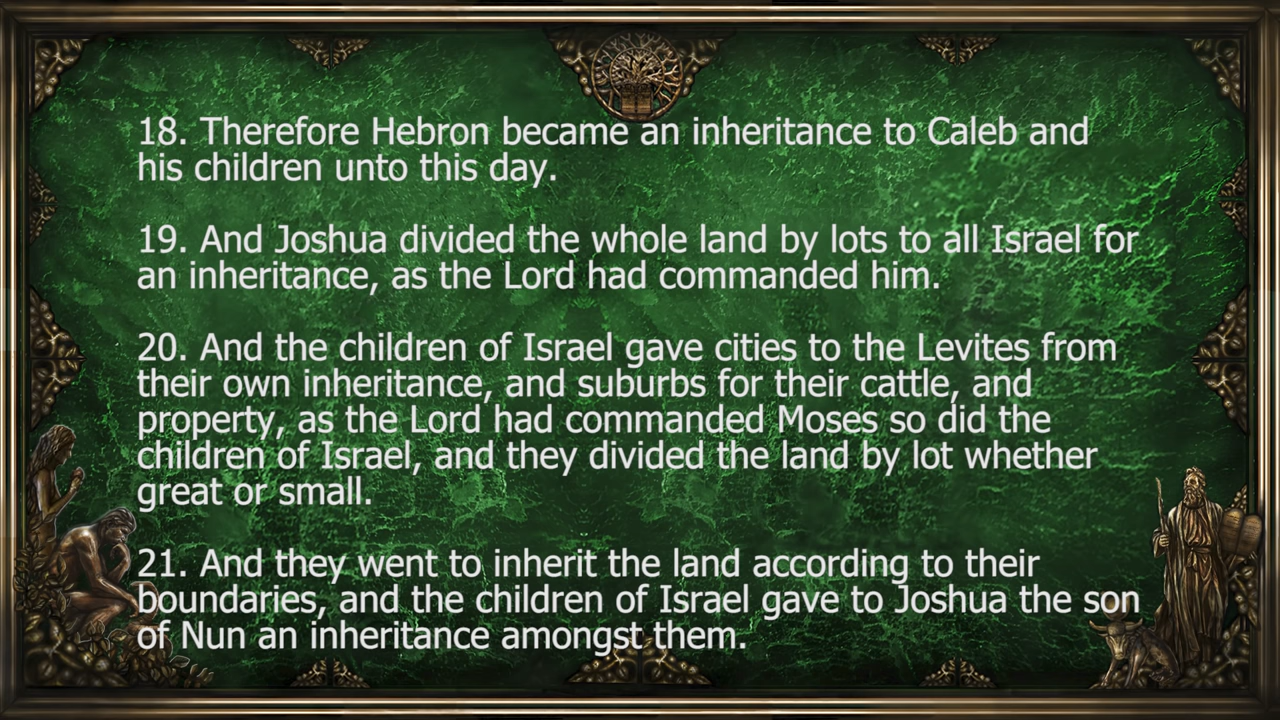 18. Therefore Hebron became an inheritance to Caleb and
his children unto this day.
19. And Joshua divided the whole land by lots to all Israel for
an inheritance, as the Lord had commanded him.
20. And the children of Israel gave cities to the Levites from
their own inheritance, and suburbs for their cattle, and
property, as the Lord had commanded Moses so did the
children of Israel, and they divided the land by lot whether
great or small.
21. And they went to inherit the land according to their
boundaries, and the children of Israel gave to Joshua the son
of Nun an inheritance amongst them.